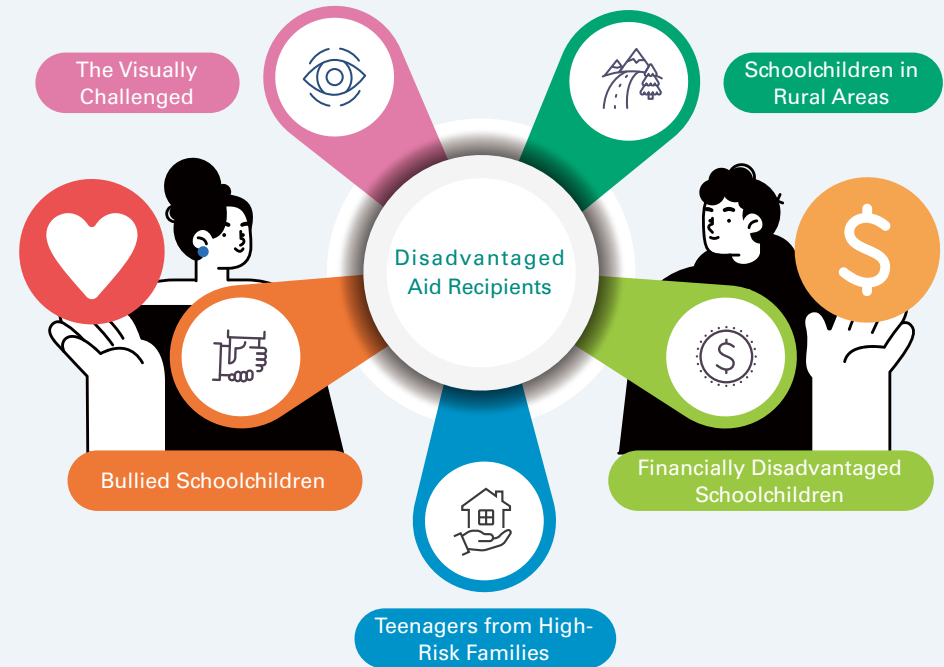 The Visually
Challenged
Schoolchildren in
Rural Areas
Disadvantaged
Aid Recipients
Bullied Schoolchildren
Financially Disadvantaged
Schoolchildren
Teenagers from High-
Risk Families